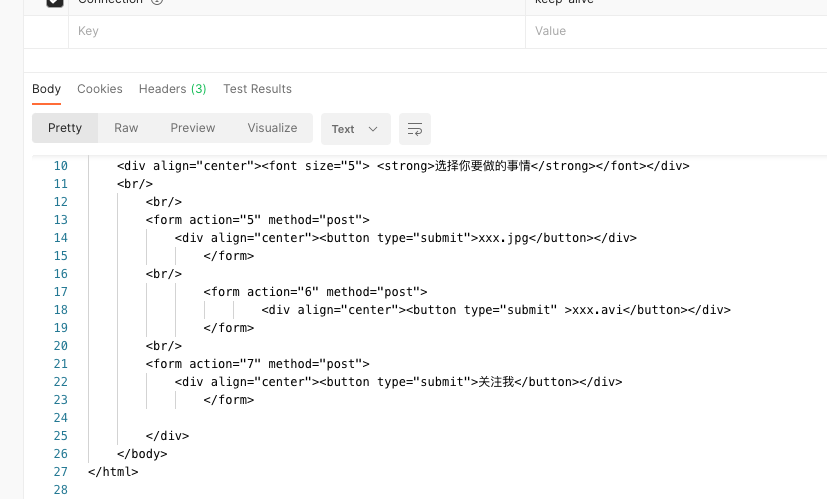 Connection
keep-alive
Key
Value
Body Cookies Headers (3) Test Results
Pretty Raw Preview Visualize Text
10 <div align="center"><font size="5"> <strong>选择你要做的事情</strong></font></div>
11 <br/>
12 <br/>
13 <form action="5" method="post">
14 <div align="center"><button type="submit">xxx.jpg</button></div>
15 </form>
16 <br/>
17 <form action="6" method="post">
18 <div align="center"><button type="submit" >xxx.avi</button></div>
19 </form>
20 <br/>
21 <form action="7" method="post">
22 <div align="center"><button type="submit">关注我</button></div>
23 </form>
24
25 </div>
26 </body>
27 </html>
28